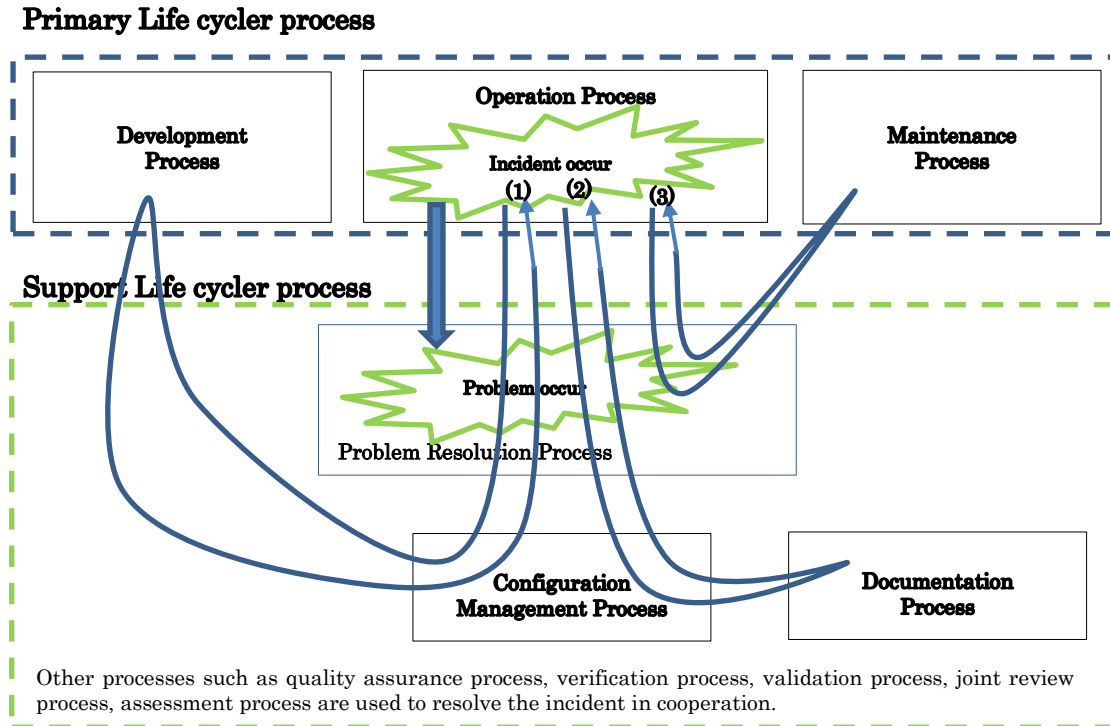 Primary Life cycler process
Development
Process
Operation Process
Incident occur
(1)
(2)
(3)
Maintenance
Process
Support Life cycler process
Problem occur
Problem Resolution Process
Configuration
Management Process
Documentation
Process
Other processes such as quality assurance process, verification process, validation process, joint review
process, assessment process are used to resolve the incident in cooperation.